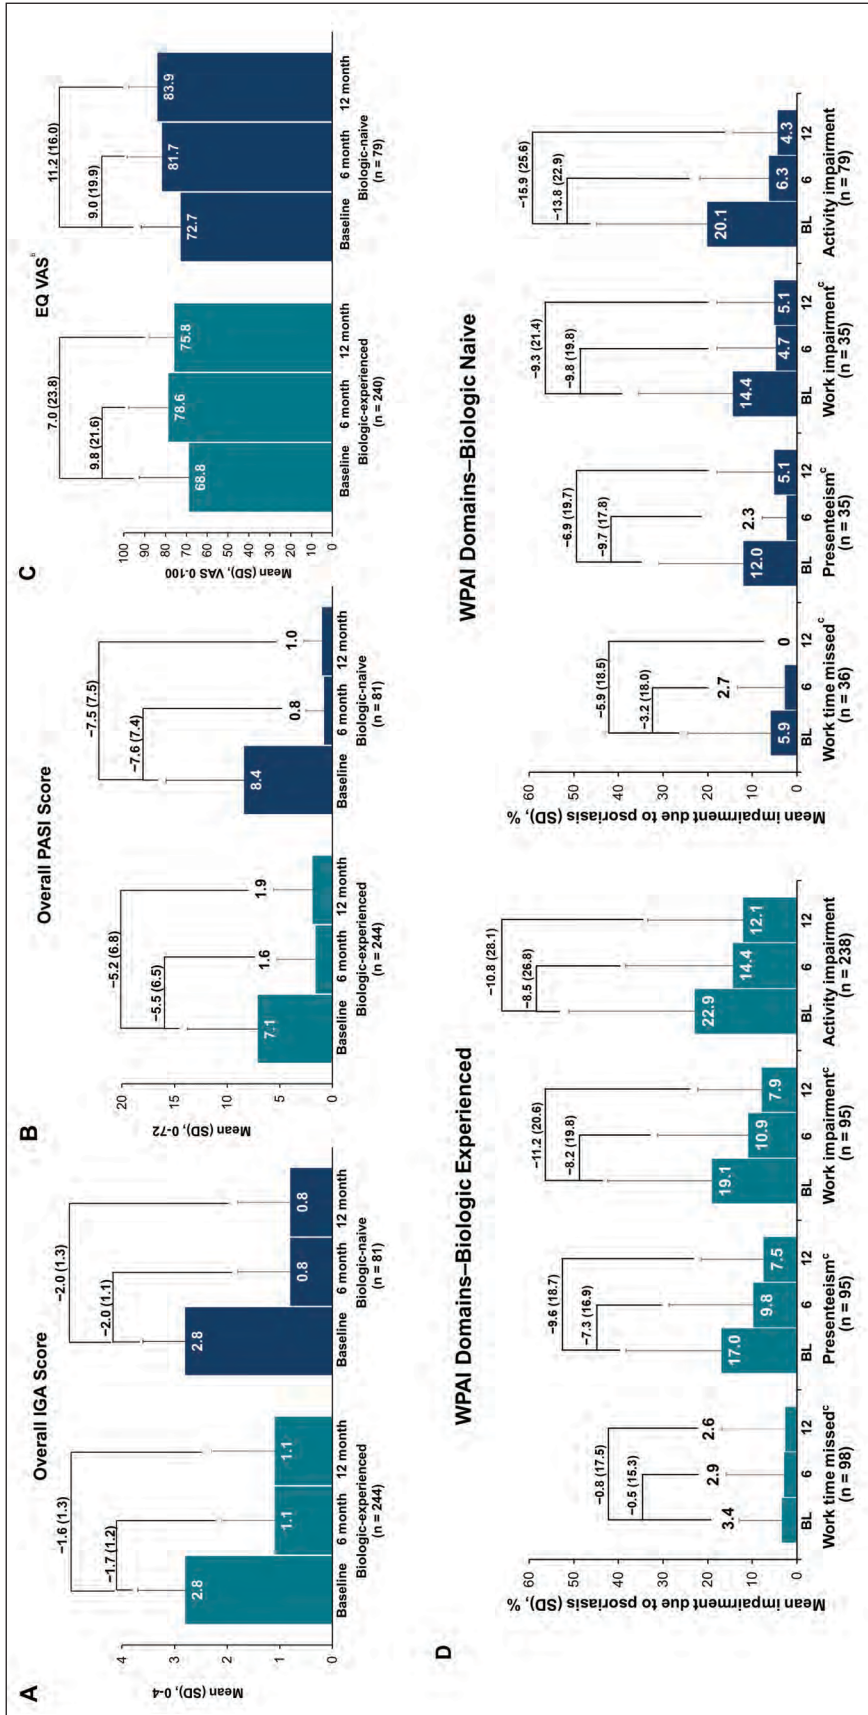 A
Overall IGA Score
Mean (SD), 0-4
4
3
2
1
0
−1.6 (1.3)
−1.7 (1.2)
2.8
1.1
1.1
Baseline
6 month
12 month
Biologic-experienced
(n = 244)
−2.0 (1.3)
−2.0 (1.1)
2.8
0.8
0.8
Baseline
6 month
12 month
Biologic-naive
(n = 81)
B
Overall PASI Score
Mean (SD), 0-72
20
15
10
5
0
−5.2 (6.8)
−5.5 (6.5)
7.1
1.6
1.9
Baseline
6 month
12 month
Biologic-experienced
(n = 244)
−7.5 (7.5)
−7.6 (7.4)
8.4
0.8
1.0
Baseline
6 month
12 month
Biologic-naive
(n = 81)
C
EQ VAS
Mean (SD), VAS 0-100
100
90
80
70
60
50
40
30
20
10
0
7.0 (23.8)
9.8 (21.6)
68.8
78.6
75.8
Baseline
6 month
12 month
Biologic-experienced
(n = 240)
11.2 (16.0)
9.0 (19.9)
72.7
81.7
83.9
Baseline
6 month
12 month
Biologic-naive
(n = 79)
D
WPAI Domains–Biologic Experienced
Mean impairment due to psoriasis (SD), %
60
50
40
30
20
10
0
−0.8 (17.5)
−0.5 (15.3)
3.4
2.9
2.6
BL
6
12
Work time missedᶜ
(n = 98)
−9.6 (18.7)
−7.3 (16.9)
17.0
9.8
7.5
BL
6
12
Presenteeismᶜ
(n = 95)
−11.2 (20.6)
−8.2 (19.8)
19.1
10.9
7.9
BL
6
12
Work impairmentᶜ
(n = 95)
−10.8 (28.1)
−8.5 (26.8)
22.9
14.4
12.1
BL
6
12
Activity impairment
(n = 238)
WPAI Domains–Biologic Naive
Mean impairment due to psoriasis (SD), %
60
50
40
30
20
10
0
−5.9 (18.5)
−3.2 (18.0)
5.9
2.7
0
BL
6
12
Work time missedᶜ
(n = 36)
−6.9 (19.7)
−9.7 (17.8)
12.0
2.3
5.1
BL
6
12
Presenteeismᶜ
(n = 35)
−9.3 (21.4)
−9.8 (19.8)
14.4
4.7
5.1
BL
6
12
Work impairmentᶜ
(n = 35)
−15.9 (25.6)
−13.8 (22.9)
20.1
6.3
4.3
BL
6
12
Activity impairment
(n = 79)